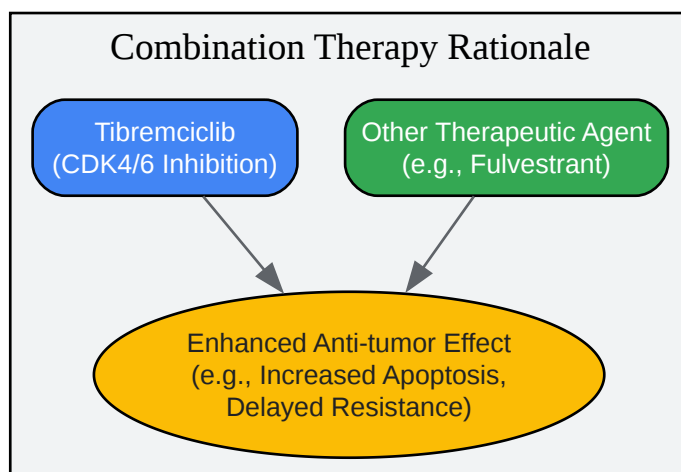 Combination Therapy Rationale
Tibremciclib
(CDK4/6 Inhibition)
Other Therapeutic Agent
(e.g., Fulvestrant)
Enhanced Anti-tumor Effect
(e.g., Increased Apoptosis,
Delayed Resistance)